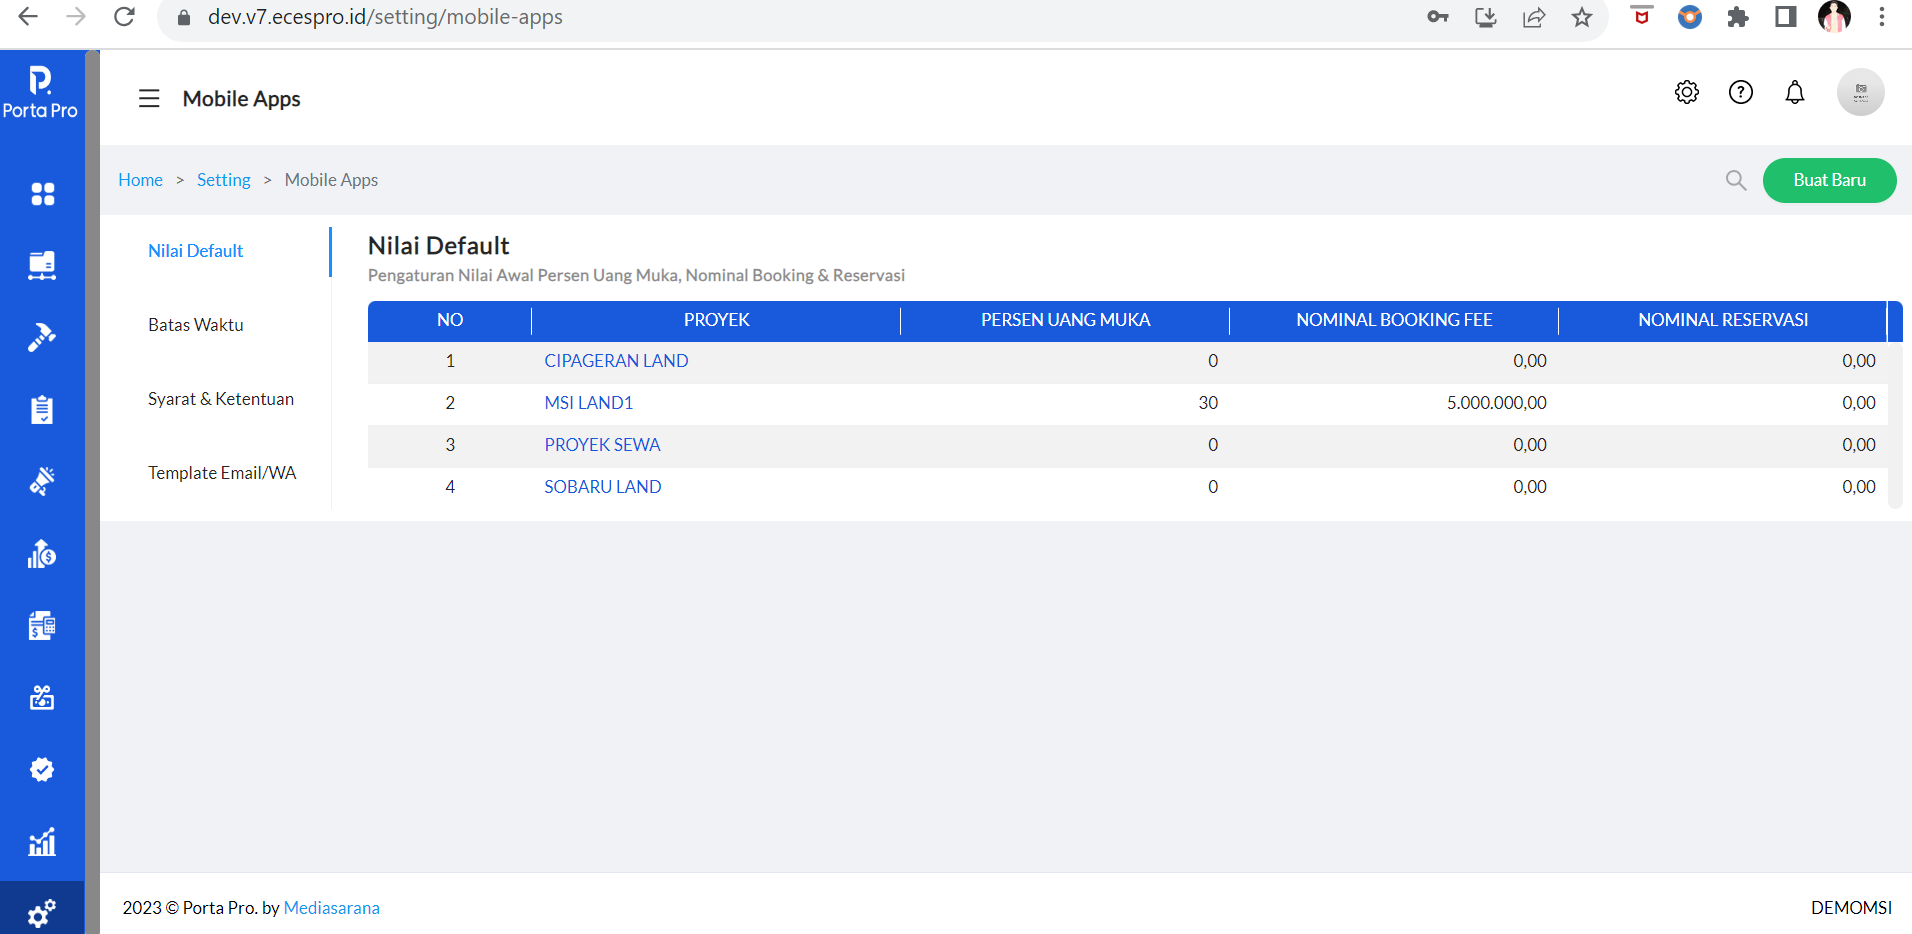 dev.v7.ecespro.id/setting/mobile-apps
Porta Pro
Mobile Apps
Home > Setting > Mobile Apps
Buat Baru
Nilai Default
Batas Waktu
Syarat & Ketentuan
Template Email/WA
Nilai Default
Pengaturan Nilai Awal Persen Uang Muka, Nominal Booking & Reservasi
NO PROYEK PERSEN UANG MUKA NOMINAL BOOKING FEE NOMINAL RESERVASI
1 CIPAGERAN LAND 0 0,00 0,00
2 MSI LAND1 30 5.000.000,00 0,00
3 PROYEK SEWA 0 0,00 0,00
4 SOBARU LAND 0 0,00 0,00
2023 © Porta Pro. by Mediasarana
DEMOMSI